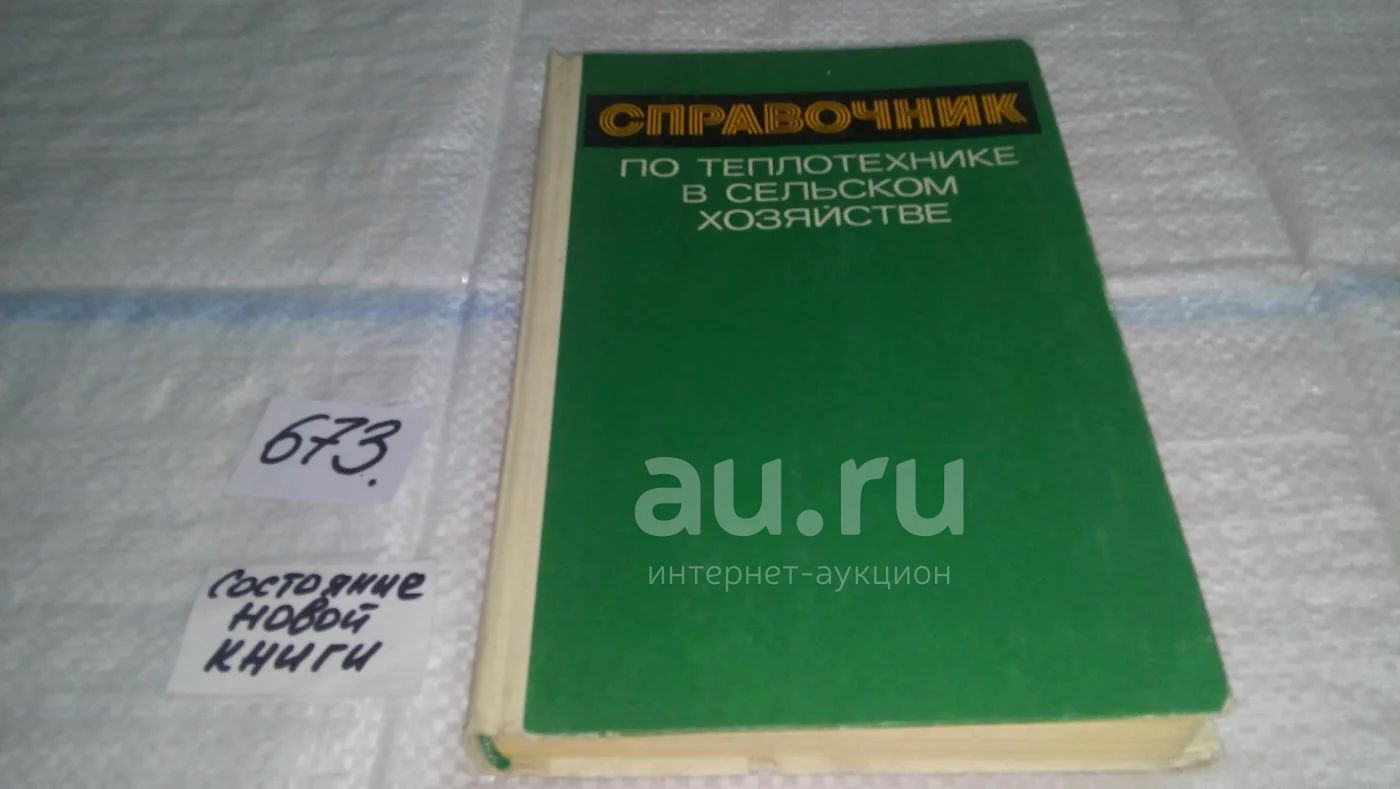 СПРАВОЧНИК
ПО ТЕПЛОТЕХНИКЕ
В СЕЛЬСКОМ
ХОЗЯЙСТВЕ
673.
состояние
новой
книги
au.ru
интернет-аукцион